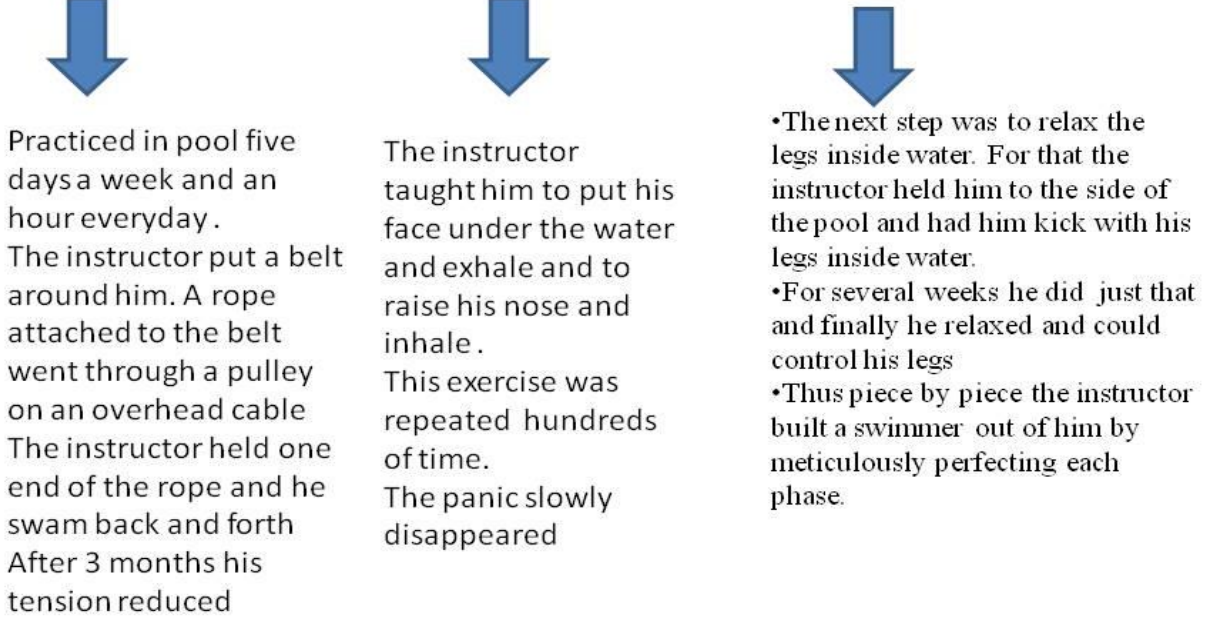 Practiced in pool five
days a week and an
hour everyday .
The instructor put a belt
around him. A rope
attached to the belt
went through a pulley
on an overhead cable
The instructor held one
end of the rope and he
swam back and forth
After 3 months his
tension reduced
The instructor
taught him to put his
face under the water
and exhale and to
raise his nose and
inhale .
This exercise was
repeated hundreds
of time.
The panic slowly
disappeared
•The next step was to relax the
legs inside water. For that the
instructor held him to the side of
the pool and had him kick with his
legs inside water.
•For several weeks he did just that
and finally he relaxed and could
control his legs
•Thus piece by piece the instructor
built a swimmer out of him by
meticulously perfecting each
phase.